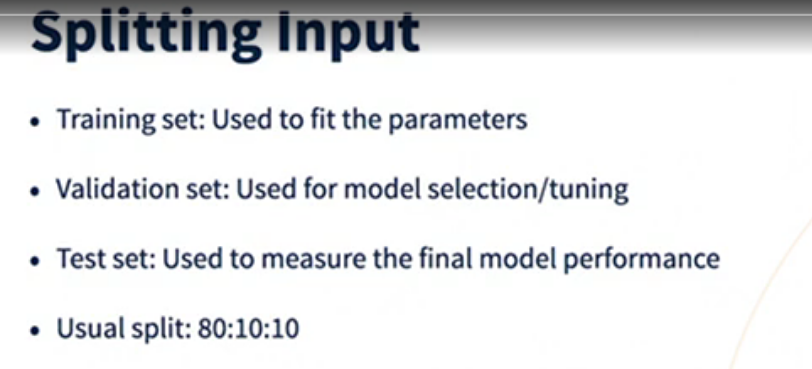 Splitting Input
• Training set: Used to fit the parameters
• Validation set: Used for model selection/tuning
• Test set: Used to measure the final model performance
• Usual split: 80:10:10